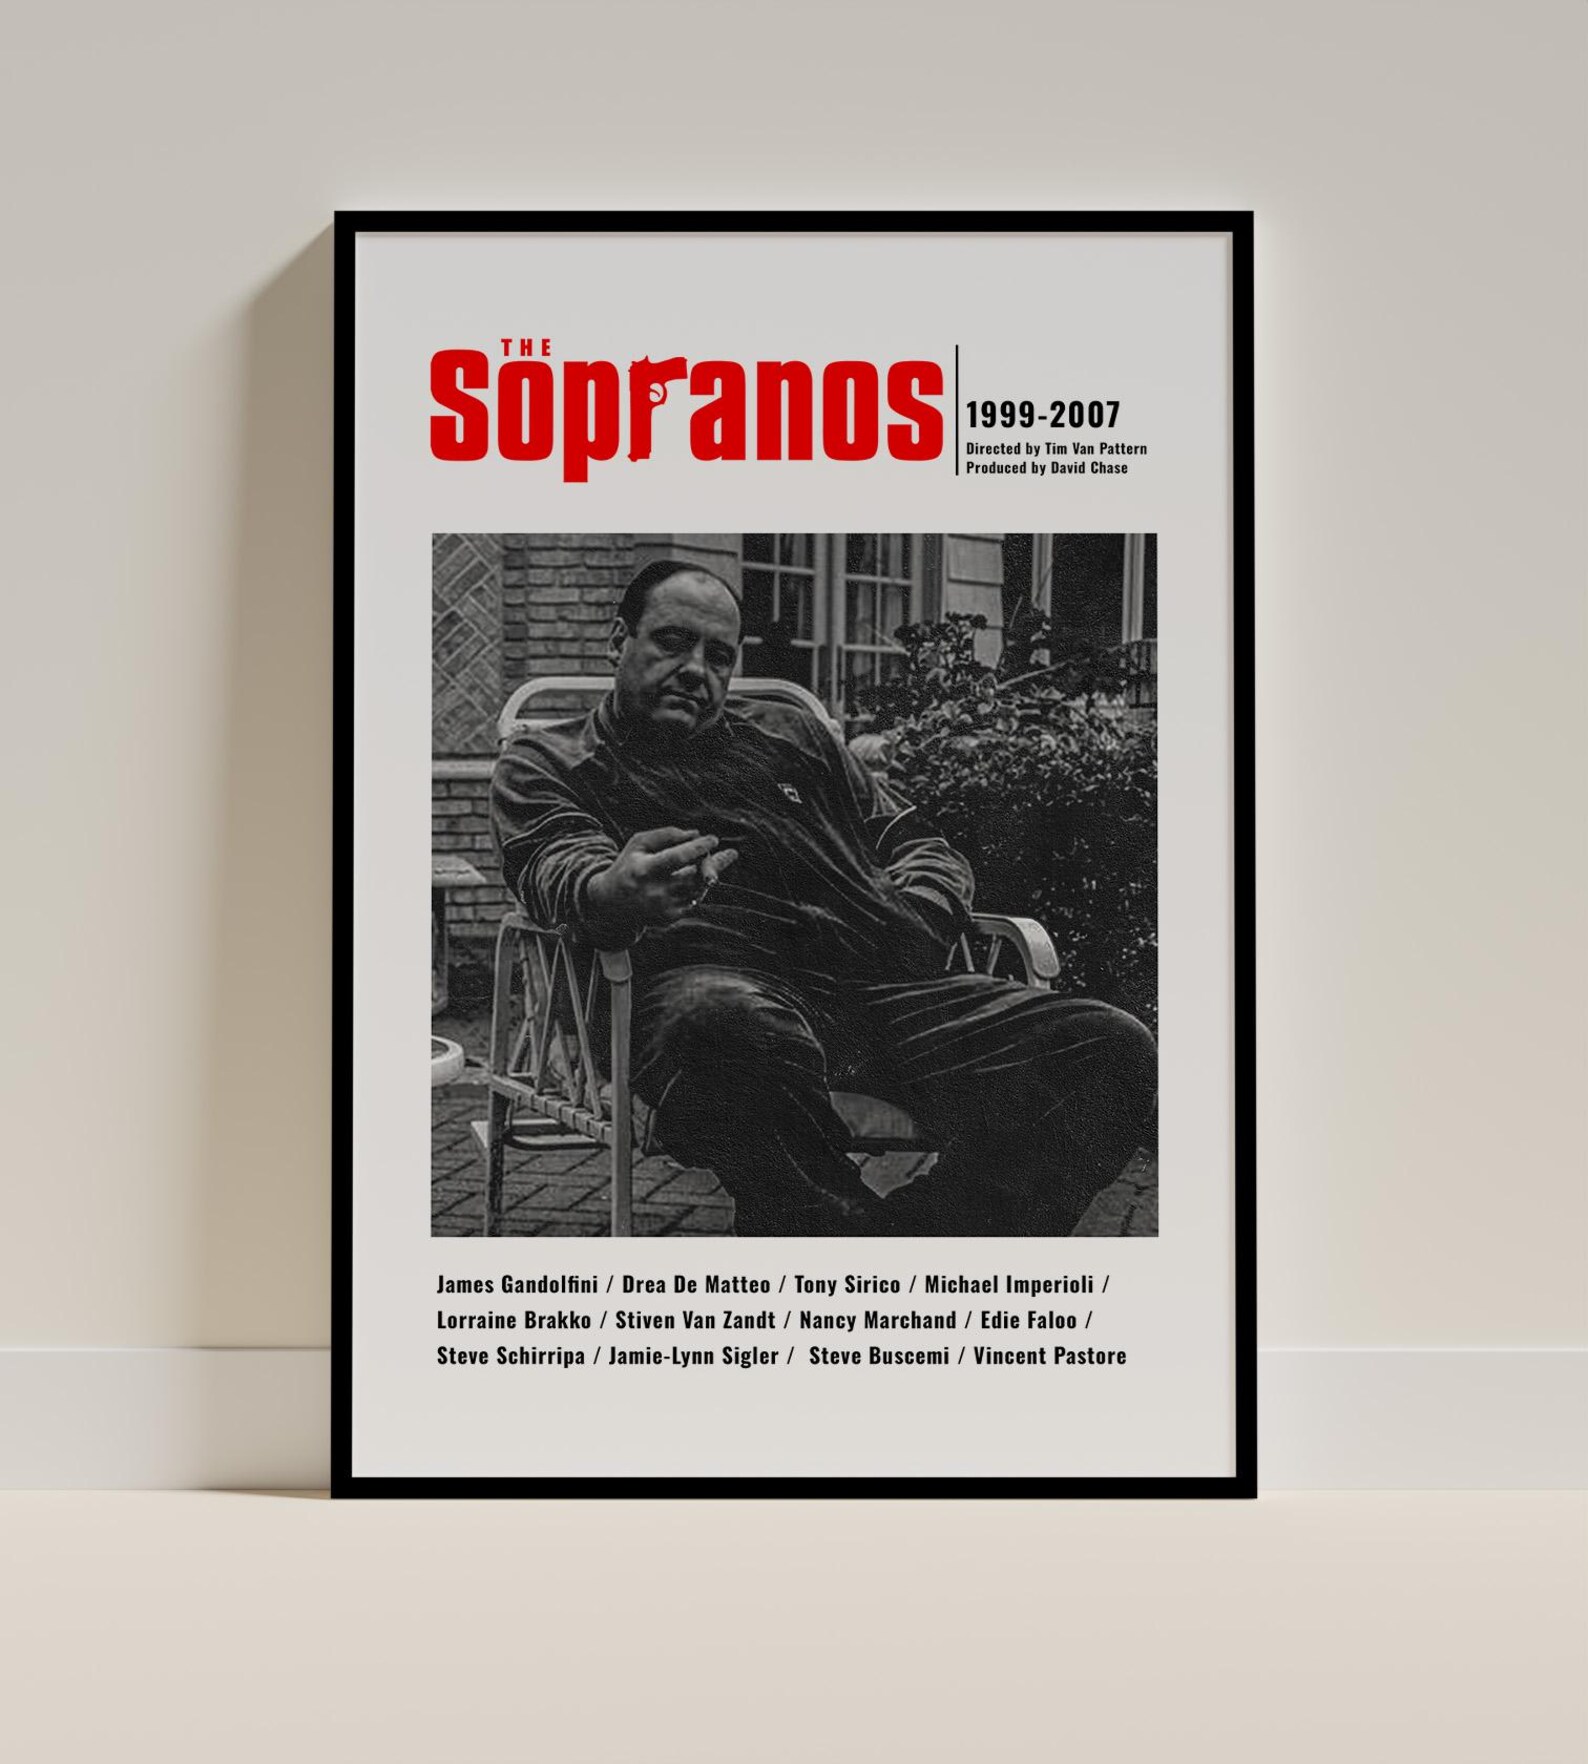 THE
Sopranos
1999-2007
Directed by Tim Van Pattern
Produced by David Chase
James Gandolfini / Drea De Matteo / Tony Sirico / Michael Imperioli /
Lorraine Brakko / Stiven Van Zandt / Nancy Marchand / Edie Faloo /
Steve Schirripa / Jamie-Lynn Sigler / Steve Buscemi / Vincent Pastore